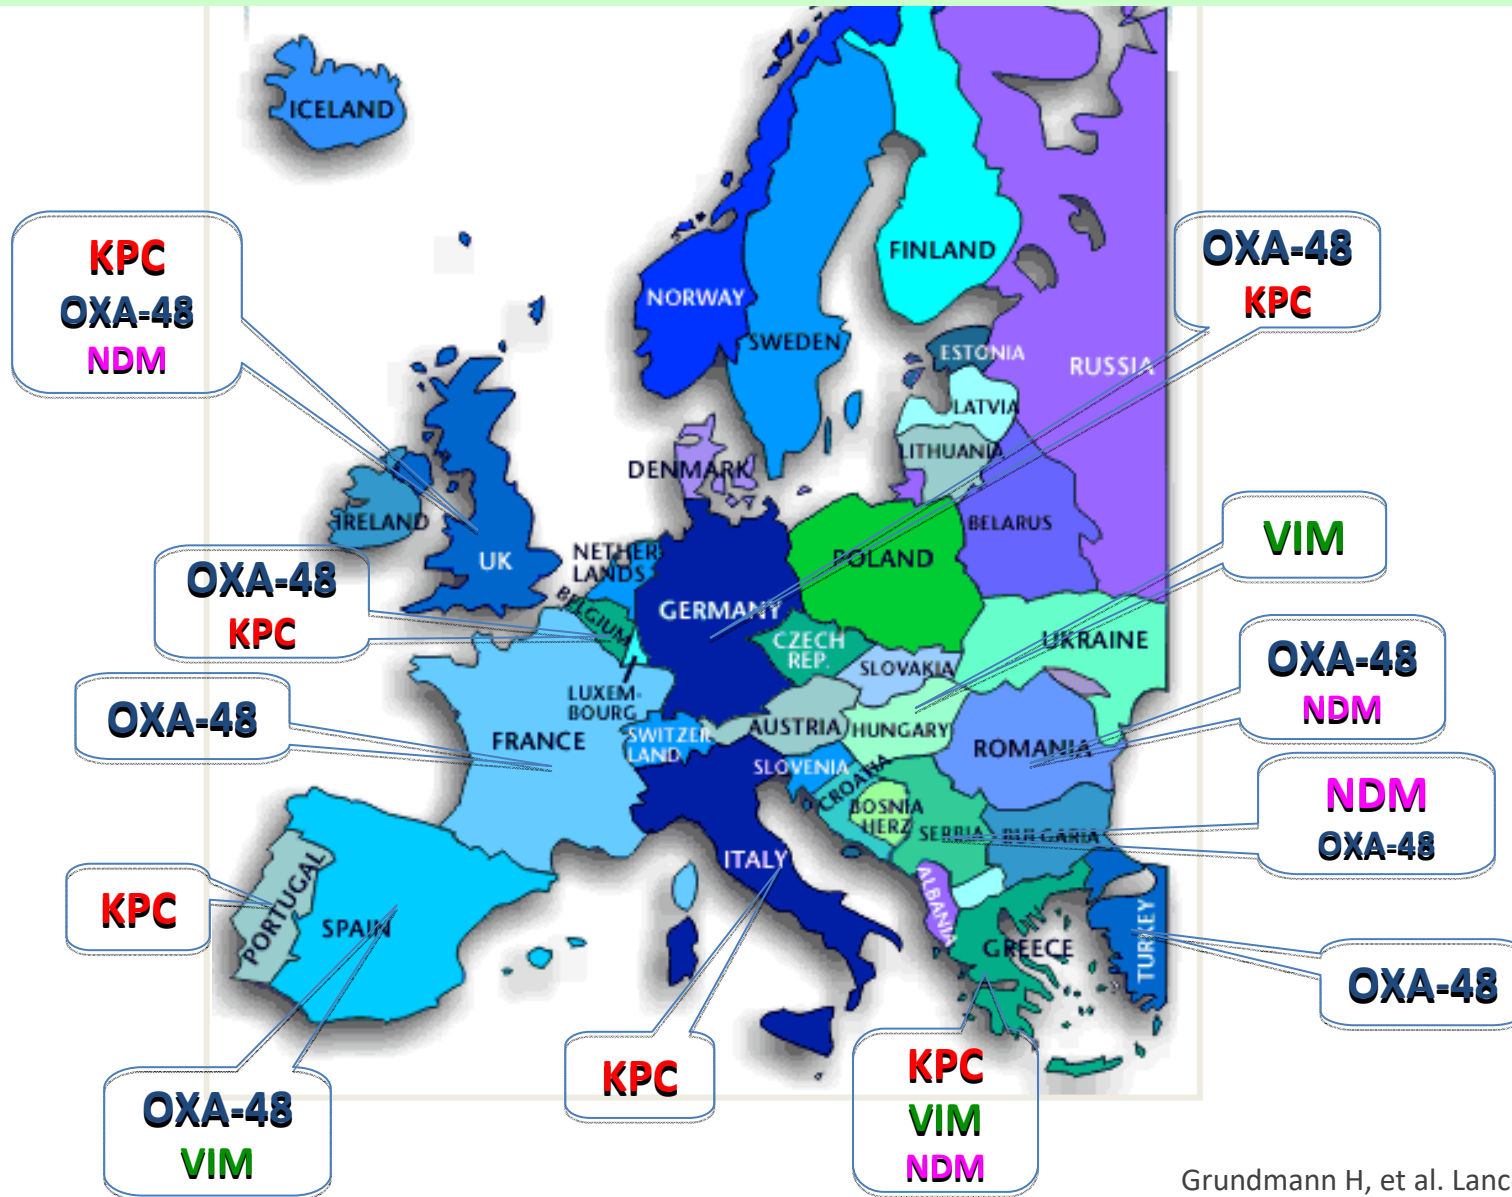 ICELAND
FINLAND
NORWAY
SWEDEN
ESTONIA
RUSSIA
LATVIA
LITHUANIA
DENMARK
BELARUS
IRELAND
UK
NETHER
LANDS
POLAND
BELGIUM
GERMANY
CZECH
REP.
UKRAINE
SLOVAKIA
LUXEM-
BOURG
FRANCE
SWITZER
LAND
AUSTRIA
HUNGARY
ROMANIA
SLOVENIA
CROATIA
BOSNIA
HERZ
SERBIA
BULGARIA
ITALY
ALBANIA
PORTUGAL
SPAIN
GREECE
TURKEY
KPC
OXA-48
NDM
OXA-48
KPC
VIM
OXA-48
KPC
OXA-48
OXA-48
NDM
NDM
OXA-48
KPC
OXA-48
KPC
OXA-48
VIM
KPC
VIM
NDM
Grundmann H, et al. Lanc